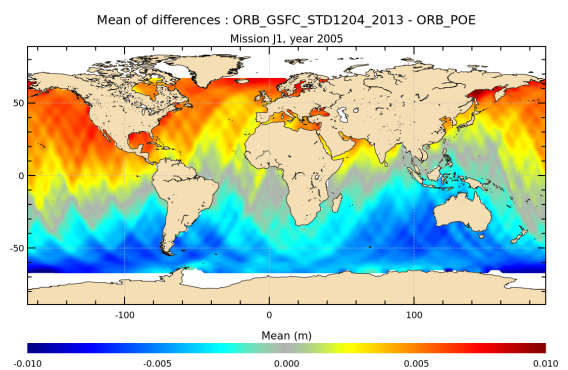 Mean of differences : ORB_GSFC_STD1204_2013 - ORB_POE
Mission J1, year 2005
50
0
-50
-100 0 100
Mean (m)
-0.010 -0.005 0.000 0.005 0.010